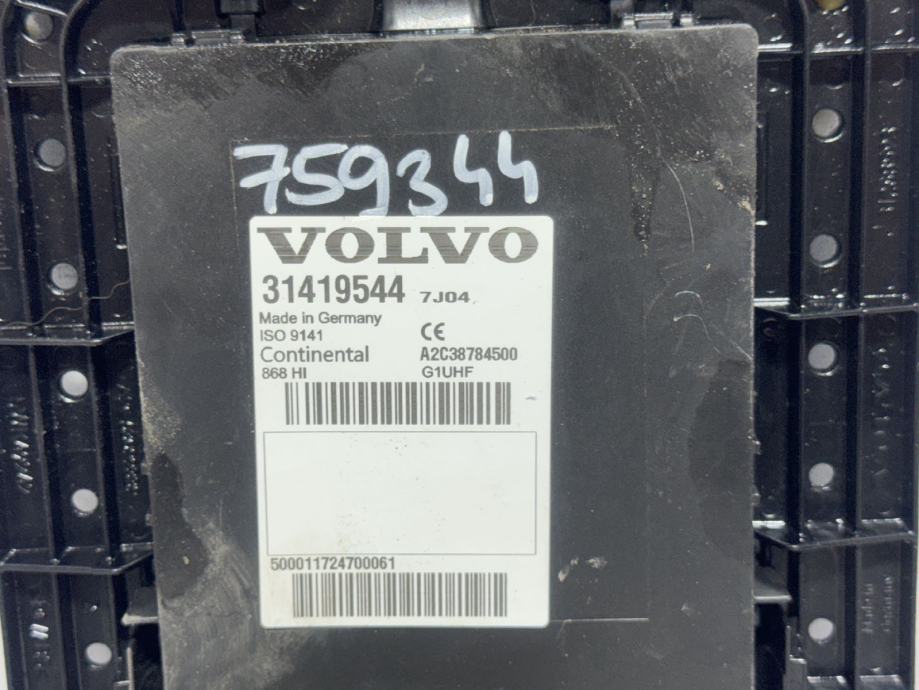 759344
VOLVO
31419544 7J04
Made in Germany
ISO 9141 CE
Continental A2C38784500
868 HI G1UHF
500011724700061